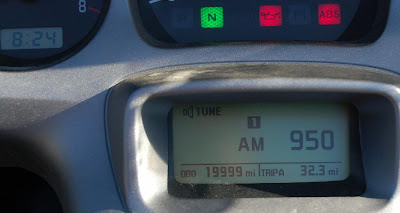 8
N
ABS
8:24
TUNE
1
AM 950
ODO 19999 mi TRIPA 32.3 mi